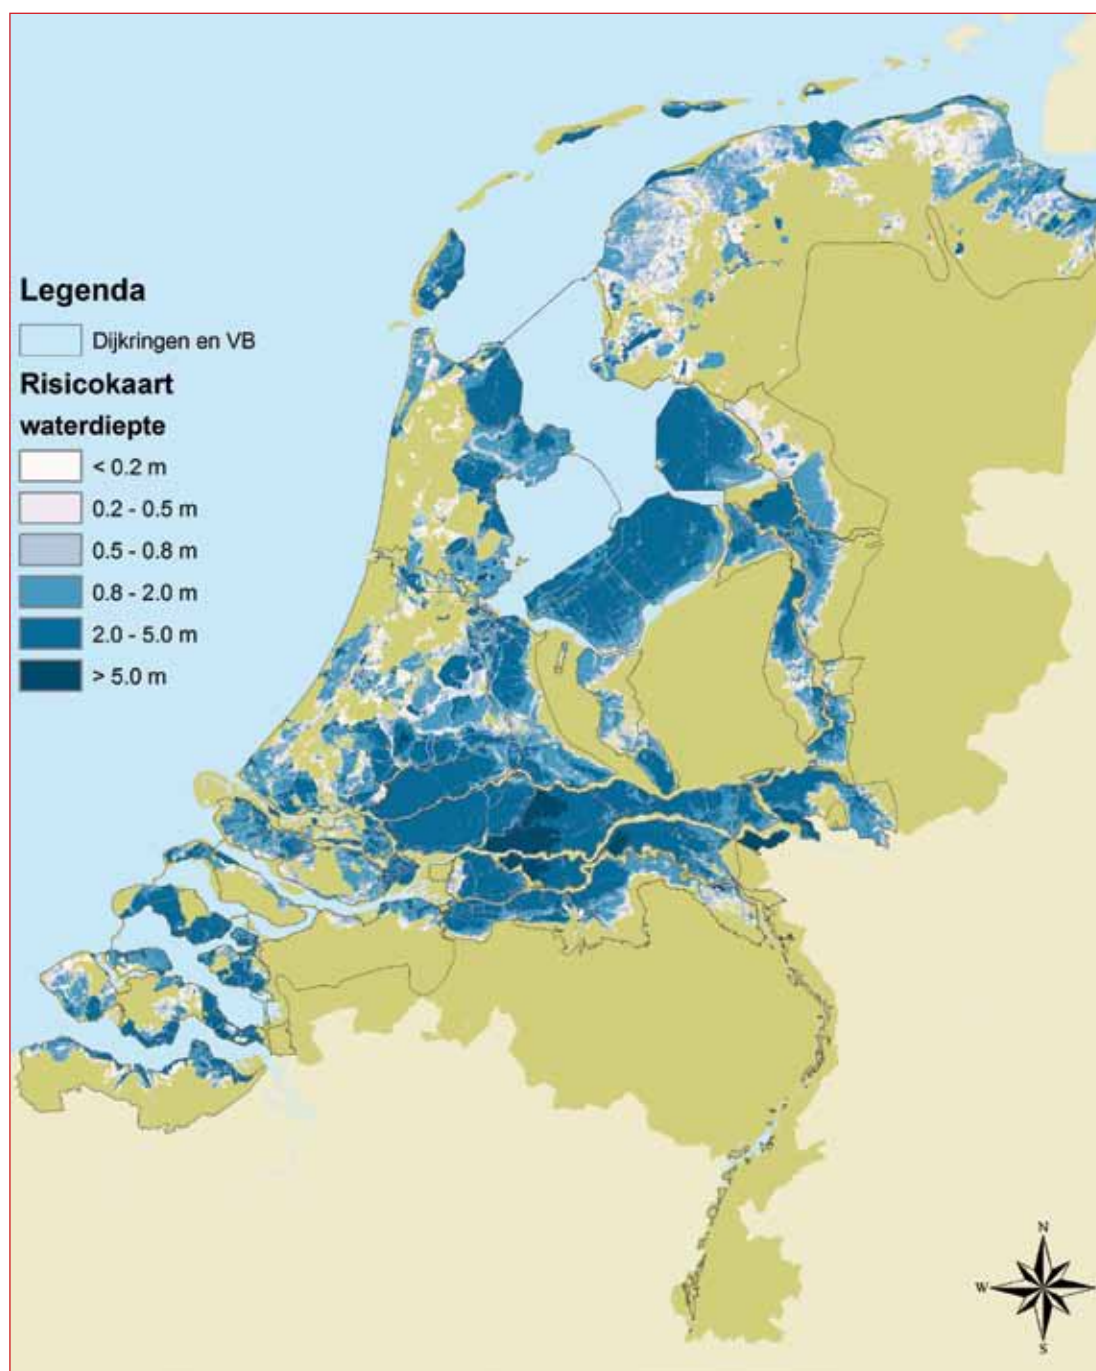 Legenda
Dijkringen en VB
Risicokaart
waterdiepte
< 0.2 m
0.2 - 0.5 m
0.5 - 0.8 m
0.8 - 2.0 m
2.0 - 5.0 m
> 5.0 m
N
W
S